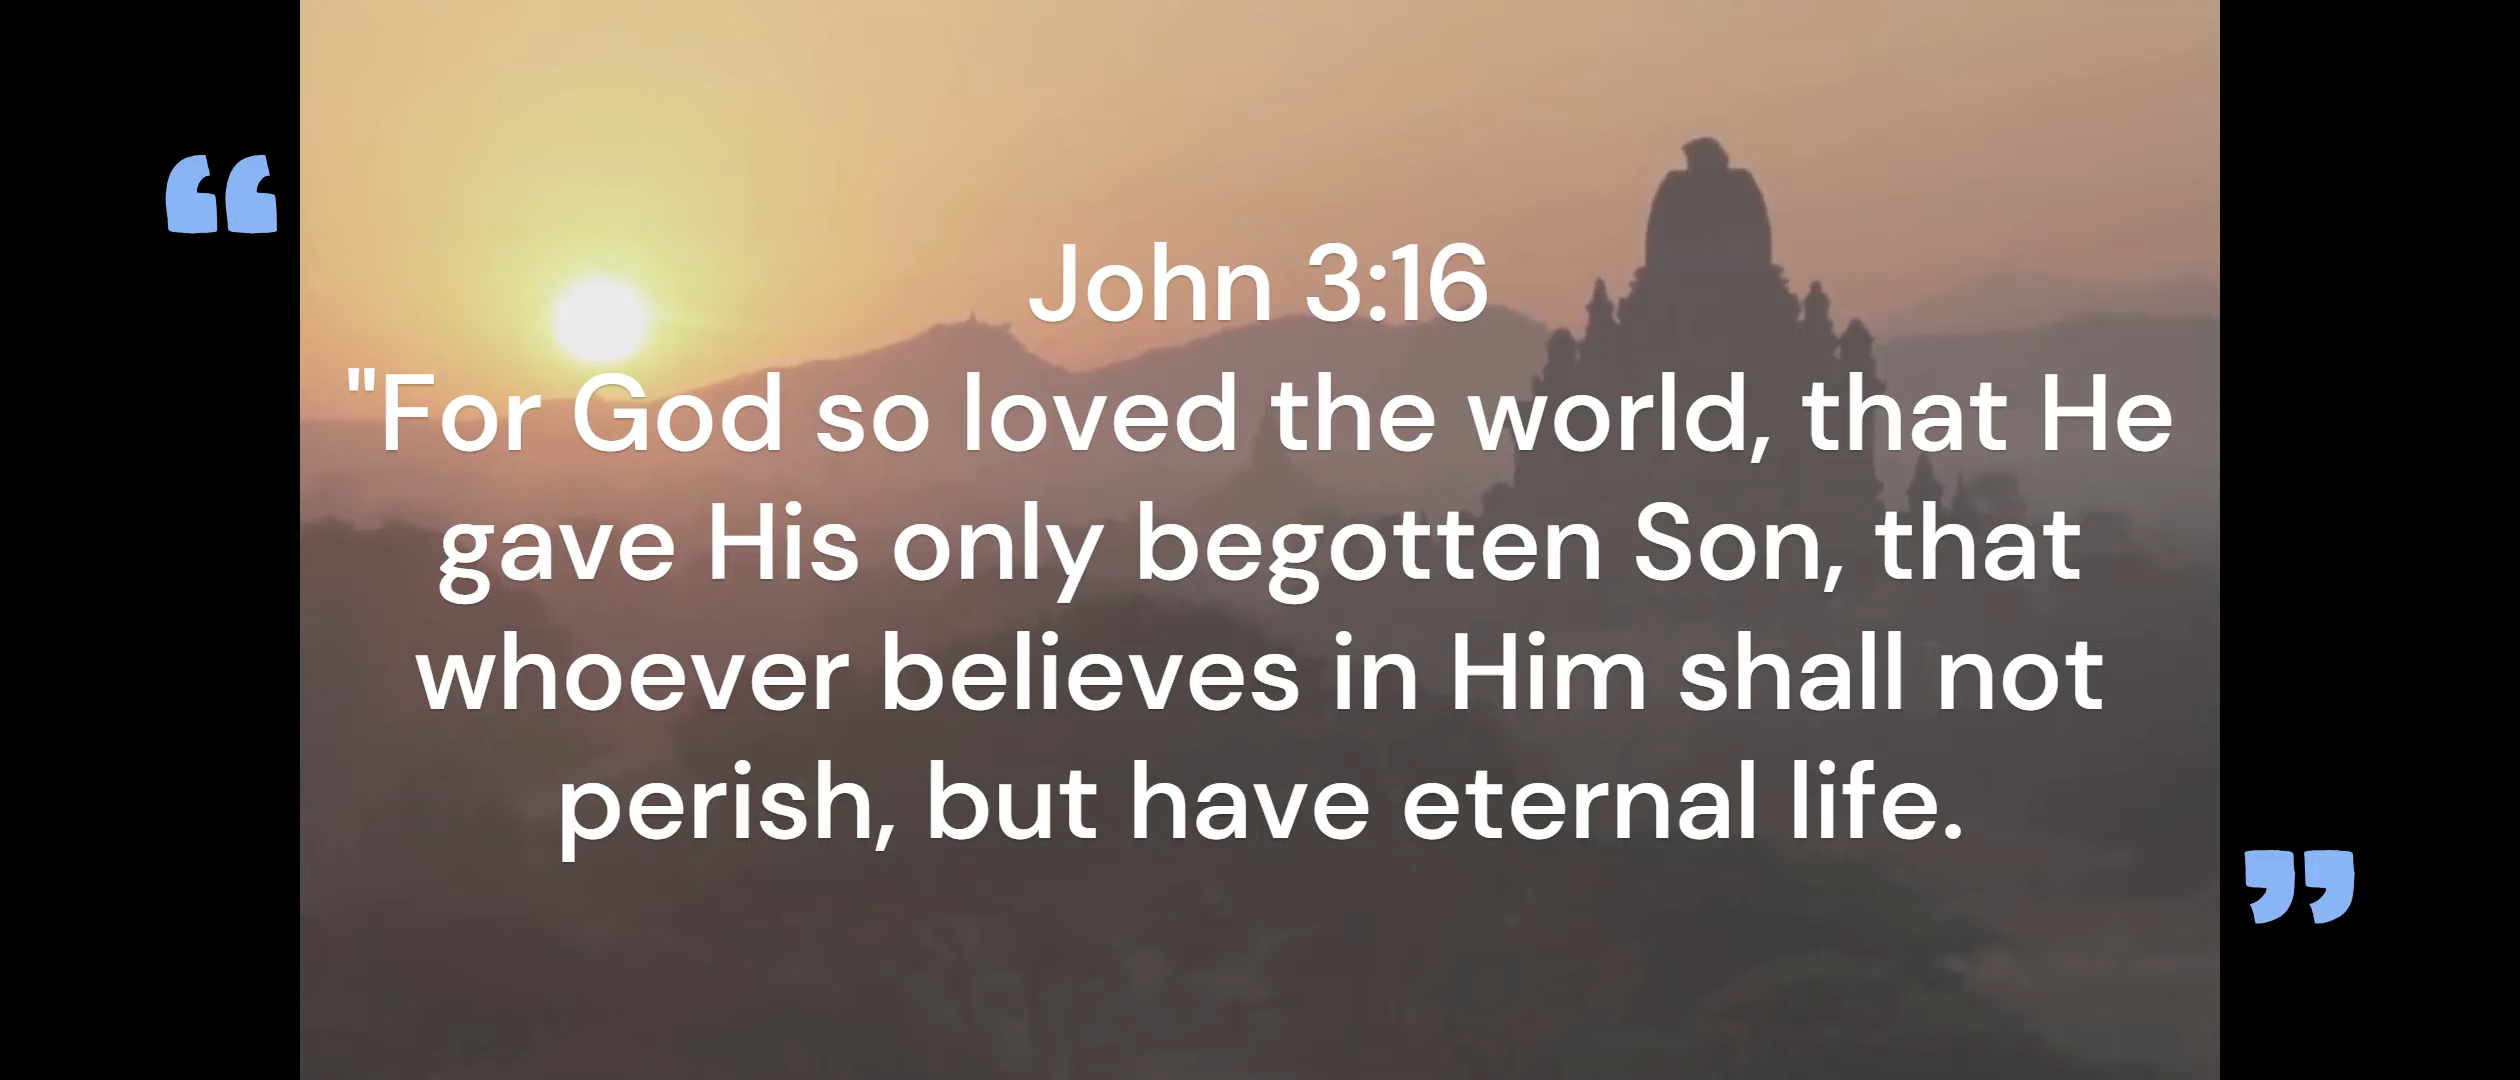 “
John 3:16
"For God so loved the world, that He
gave His only begotten Son, that
whoever believes in Him shall not
perish, but have eternal life.
”